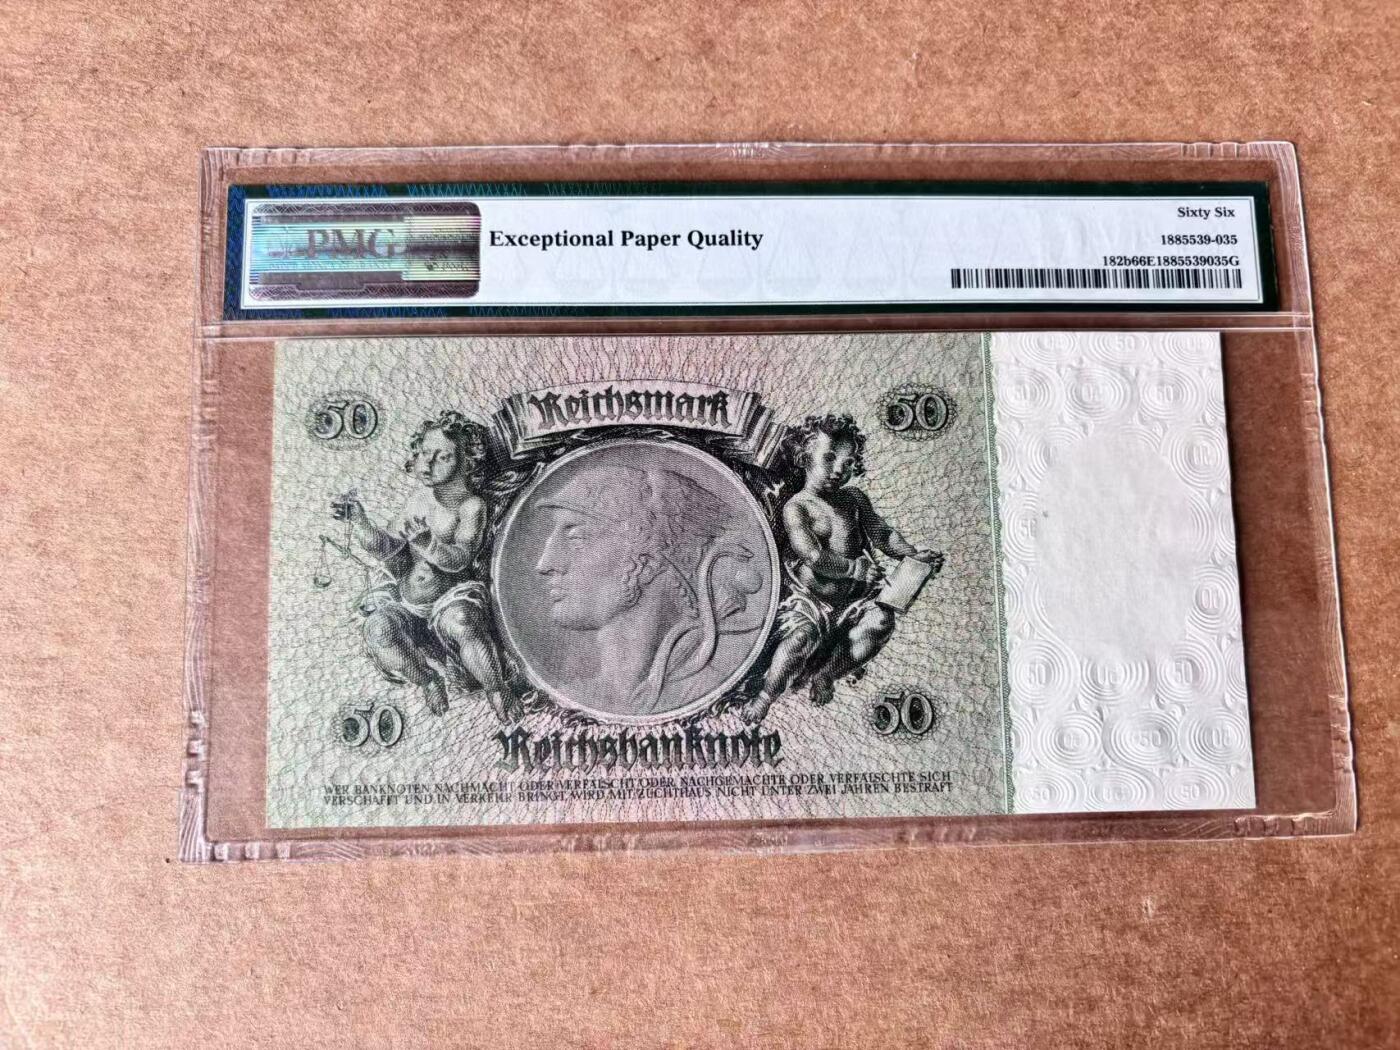 PMG
Exceptional Paper Quality
Sixty Six
1885539-035
182b66E1885539035G
50
Reichsmark
50
50
50
Reichsbanknote
WER BANKNOTEN NACHMACHT ODER VERFÄLSCHT ODER NACHGEMACHTE ODER VERFÄLSCHTE SICH
VERSCHAFFT UND IN VERKEHR BRINGT, WIRD MIT ZUCHTHAUS NICHT UNTER ZWEI JAHREN BESTRAFT